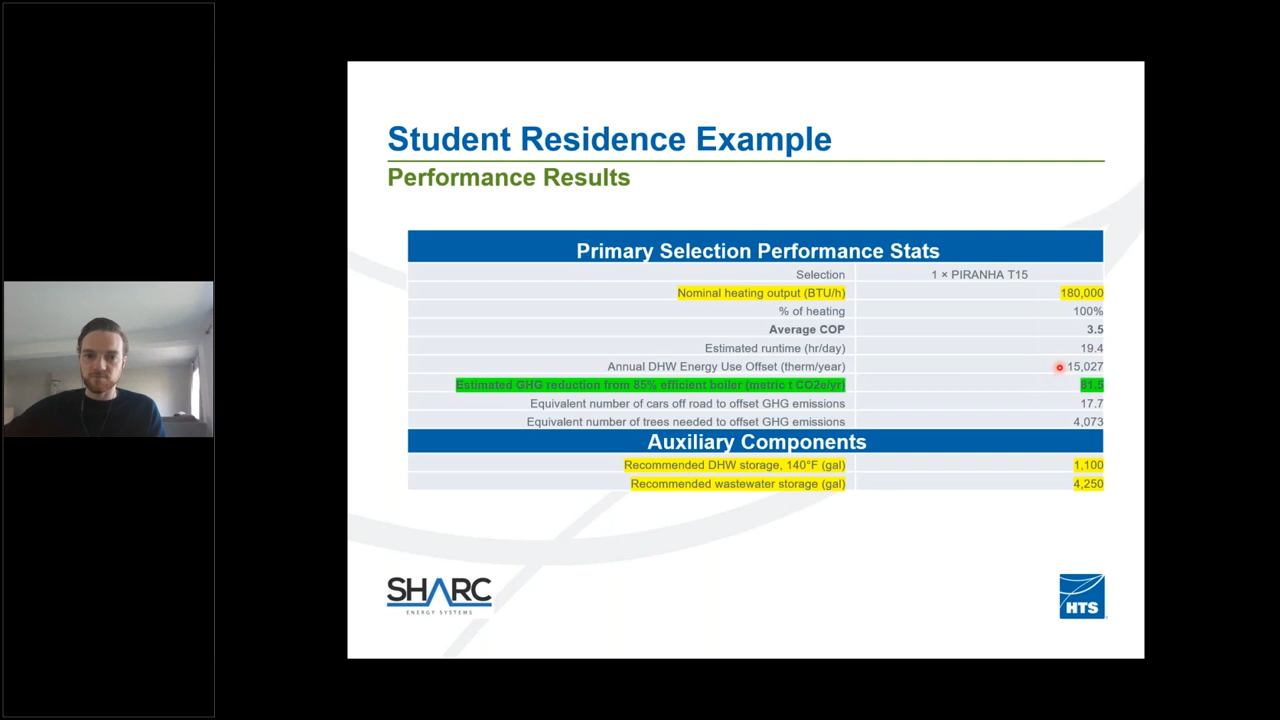 Student Residence Example
Performance Results
Primary Selection Performance Stats
Selection 1 × PIRANHA T15
Nominal heating output (BTU/h) 180,000
% of heating 100%
Average COP 3.5
Estimated runtime (hr/day) 19.4
Annual DHW Energy Use Offset (therm/year) 15,027
Estimated GHG reduction from 85% efficient boiler (metric t CO2e/yr) 81.5
Equivalent number of cars off road to offset GHG emissions 17.7
Equivalent number of trees needed to offset GHG emissions 4,073
Auxiliary Components
Recommended DHW storage, 140°F (gal) 1,100
Recommended wastewater storage (gal) 4,250
SHARC
ENERGY SYSTEMS
HTS